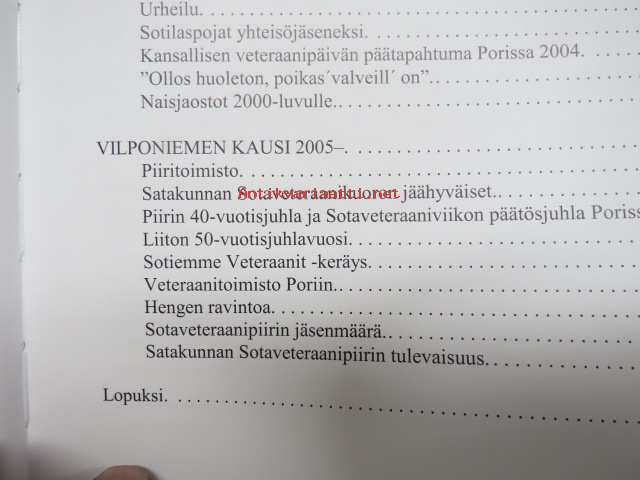 Urheilu.
Sotilaspojat yhteisöjäseneksi.
Kansallisen veteraanipäivän päätapahtuma Porissa 2004.
”Ollos huoleton, poikas´valveill´ on”.
Naisjaostot 2000-luvulle.
VILPONIEMEN KAUSI 2005–.
Piiritoimisto.
Satakunnan Sotaveteraanikuoron jäähyväiset.
Piirin 40-vuotisjuhla ja Sotaveteraaniviikon päätösjuhla Poriss
Liiton 50-vuotisjuhlavuosi.
Sotiemme Veteraanit -keräys.
Veteraanitoimisto Poriin.
Hengen ravintoa.
Sotaveteraanipiirin jäsenmäärä.
Satakunnan Sotaveteraanipiirin tulevaisuus.
Lopuksi.